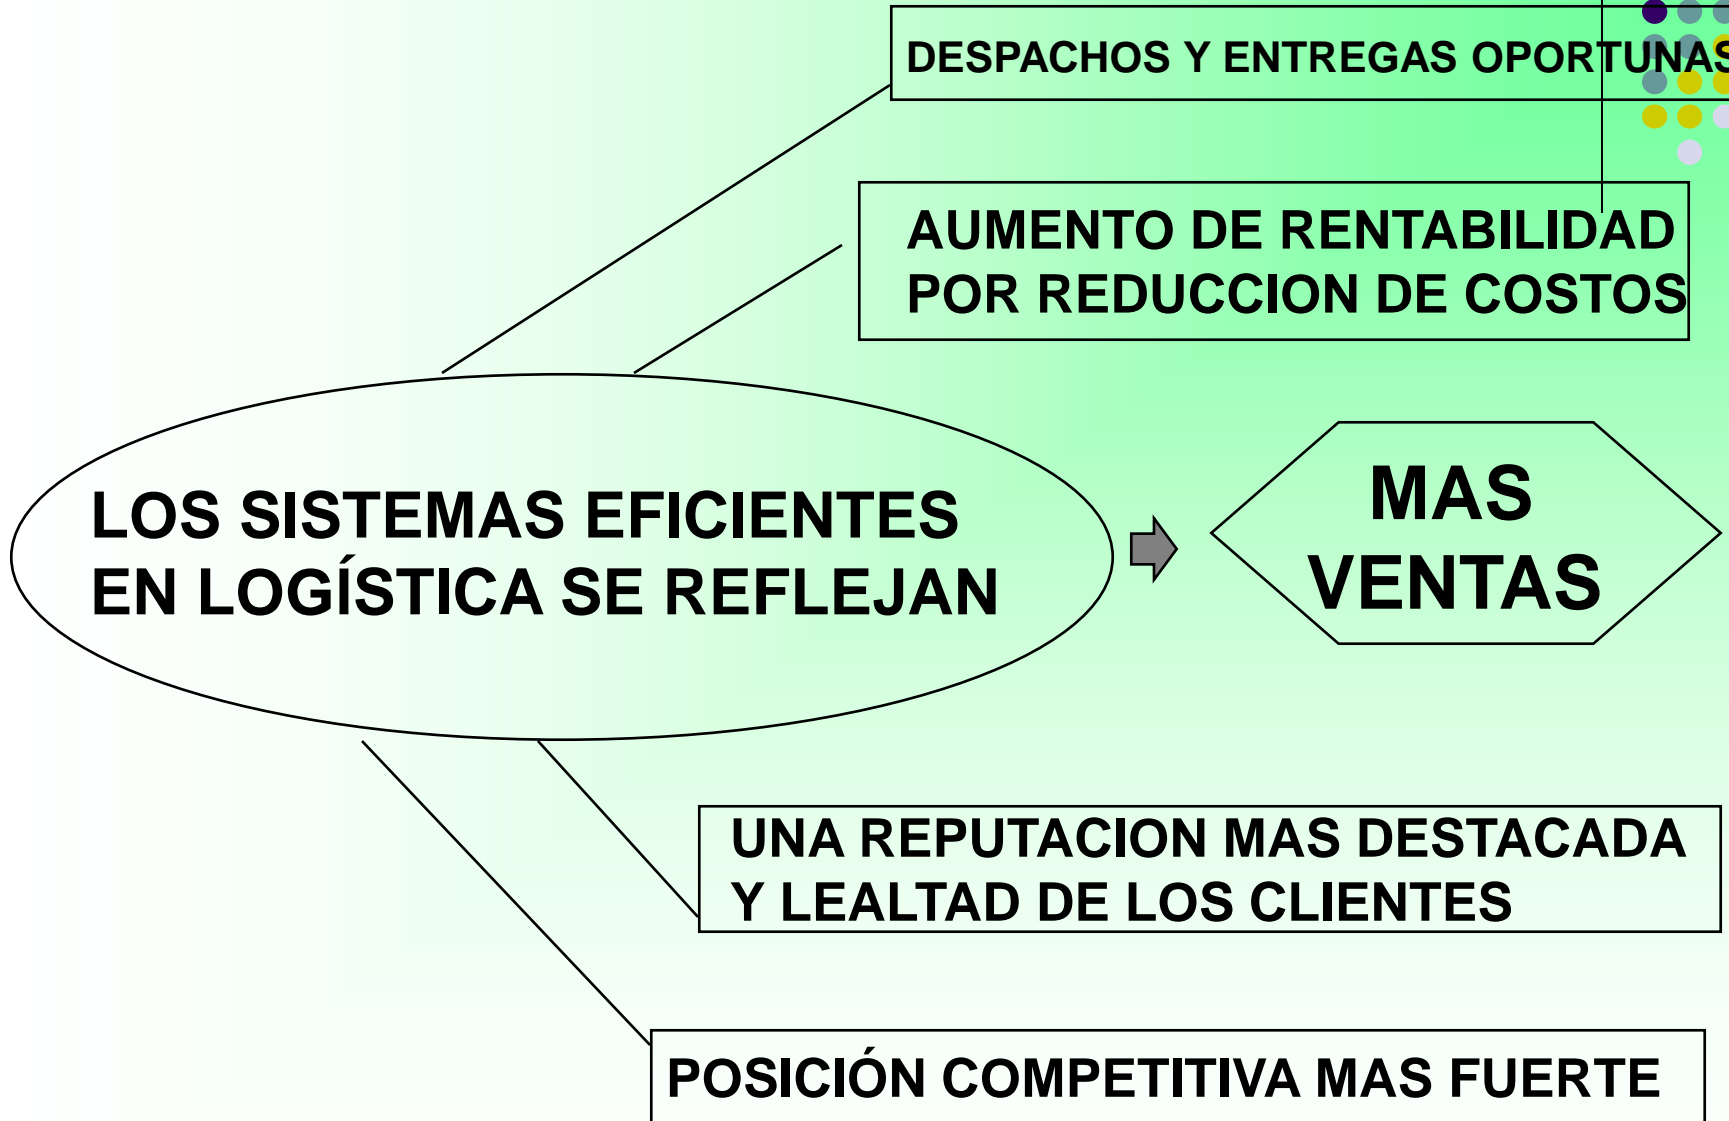 DESPACHOS Y ENTREGAS OPORTUNAS
AUMENTO DE RENTABILIDAD
POR REDUCCION DE COSTOS
LOS SISTEMAS EFICIENTES
EN LOGÍSTICA SE REFLEJAN
MAS
VENTAS
UNA REPUTACION MAS DESTACADA
Y LEALTAD DE LOS CLIENTES
POSICIÓN COMPETITIVA MAS FUERTE